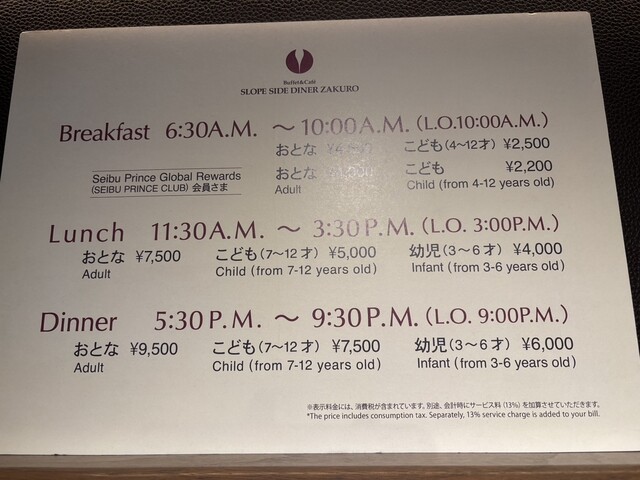 Buffet&Café
SLOPE SIDE DINER ZAKURO
Breakfast 6:30A.M. ～ 10:00A.M. (L.O.10:00A.M.)
おとな こども (4～12才) ¥2,500
Seibu Prince Global Rewards
(SEIBU PRINCE CLUB) 会員さま
おとな こども ¥2,200
Adult Child (from 4-12 years old)
Lunch 11:30A.M. ～ 3:30P.M. (L.O. 3:00P.M.)
おとな ¥7,500 こども (7～12才) ¥5,000 幼児 (3～6才) ¥4,000
Adult Child (from 7-12 years old) Infant (from 3-6 years old)
Dinner 5:30P.M. ～ 9:30P.M. (L.O. 9:00P.M.)
おとな ¥9,500 こども (7～12才) ¥7,500 幼児 (3～6才) ¥6,000
Adult Child (from 7-12 years old) Infant (from 3-6 years old)
※表示料金には、消費税が含まれています。別途、会計時にサービス料 (13%) を加算させていただきます。
*The price includes consumption tax. Separately, 13% service charge is added to your bill.